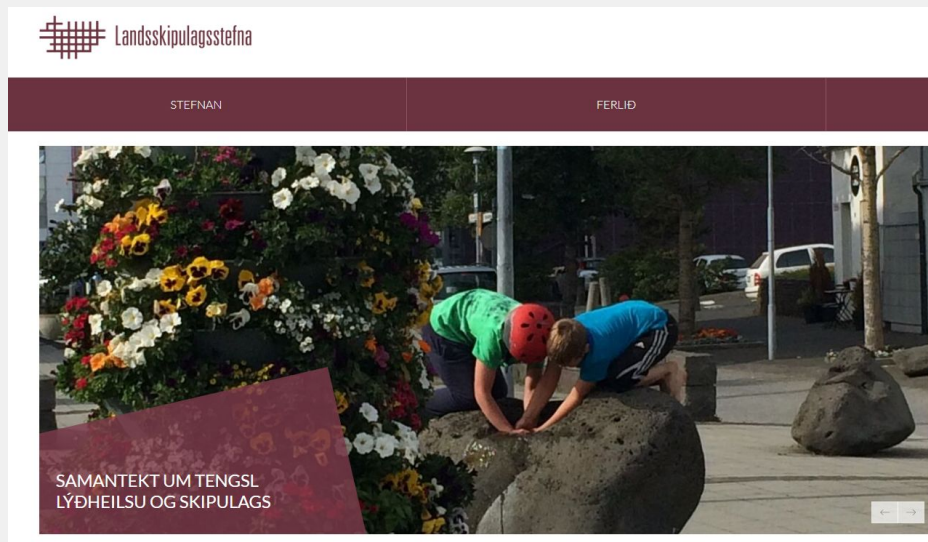 Landsskipulagsstefna
STEFNAN
FERLIÐ
SAMANTEKT UM TENGSL
LÝÐHEILSU OG SKIPULAGS